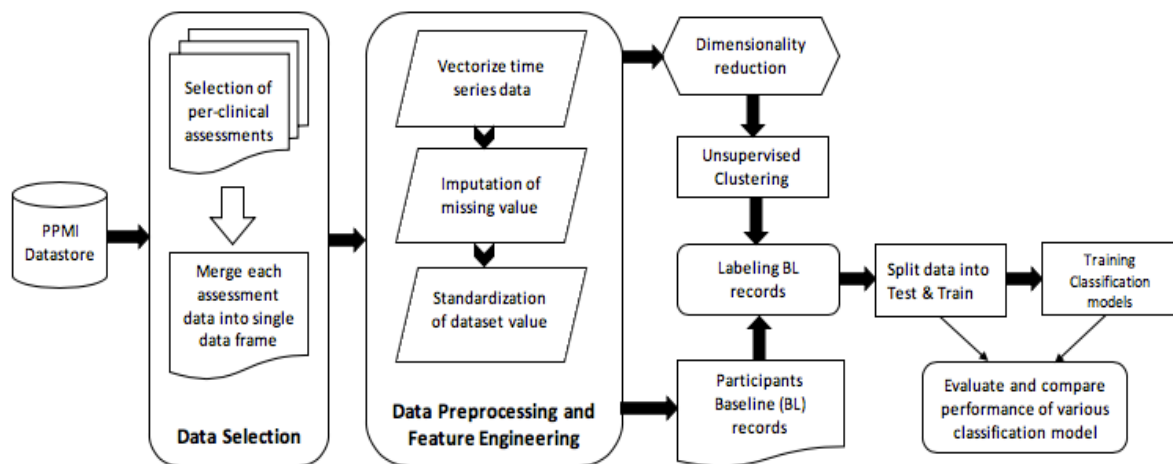 PPMI
Datastore
Selection of
per-clinical
assessments
Merge each
assessment
data into single
data frame
Data Selection
Vectorize time
series data
Imputation of
missing value
Standardization
of dataset value
Data Preprocessing and
Feature Engineering
Dimensionality
reduction
Unsupervised
Clustering
Labeling BL
records
Participants
Baseline (BL)
records
Split data into
Test & Train
Training
Classification
models
Evaluate and compare
performance of various
classification model